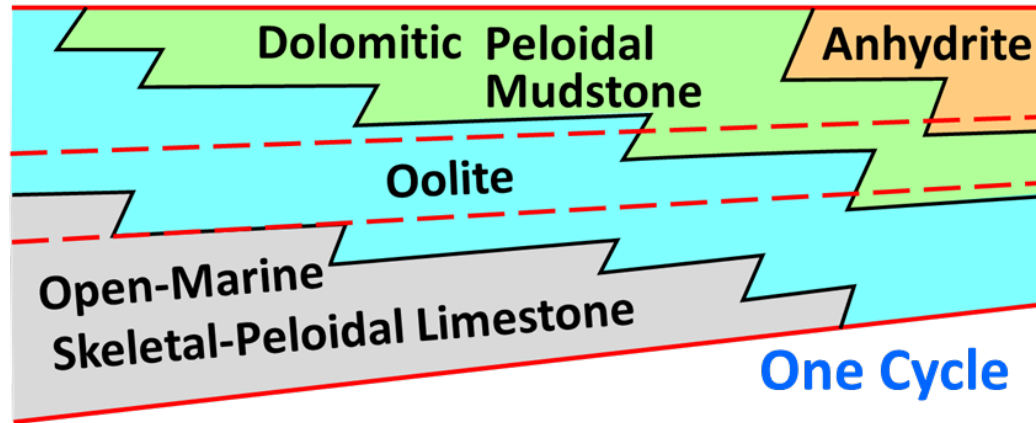 Dolomitic Peloidal
Mudstone
Anhydrite
Oolite
Open-Marine
Skeletal-Peloidal Limestone
One Cycle